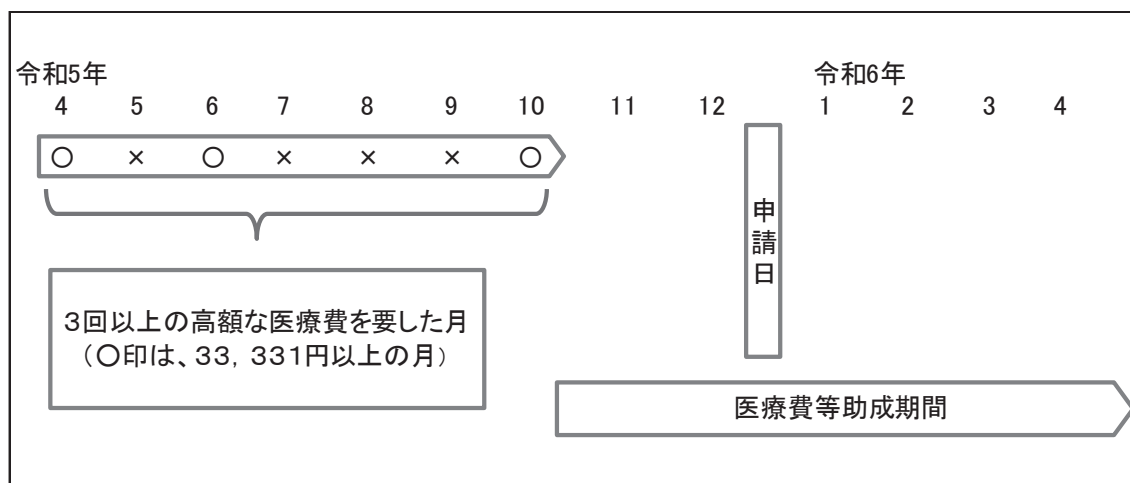 令和5年 令和6年
4 5 6 7 8 9 10 11 12 1 2 3 4
○ × ○ × × × ○
申請日
3回以上の高額な医療費を要した月
(○印は、33,331円以上の月)
医療費等助成期間